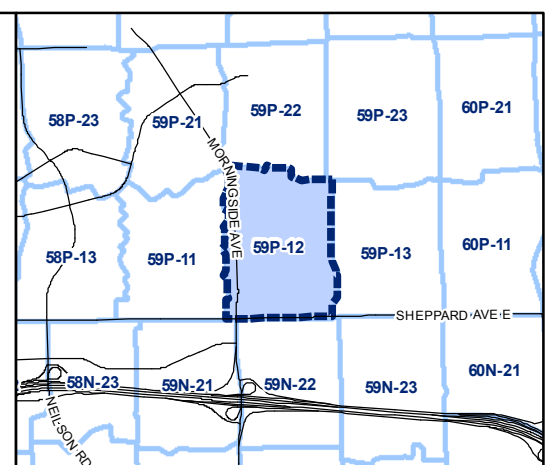 58P-23
59P-21
59P-22
59P-23
60P-21
MORNINGSIDE AVE
58P-13
59P-11
59P-12
59P-13
60P-11
SHEPPARD AVE E
58N-23
59N-21
59N-22
59N-23
60N-21
NEILSON RD